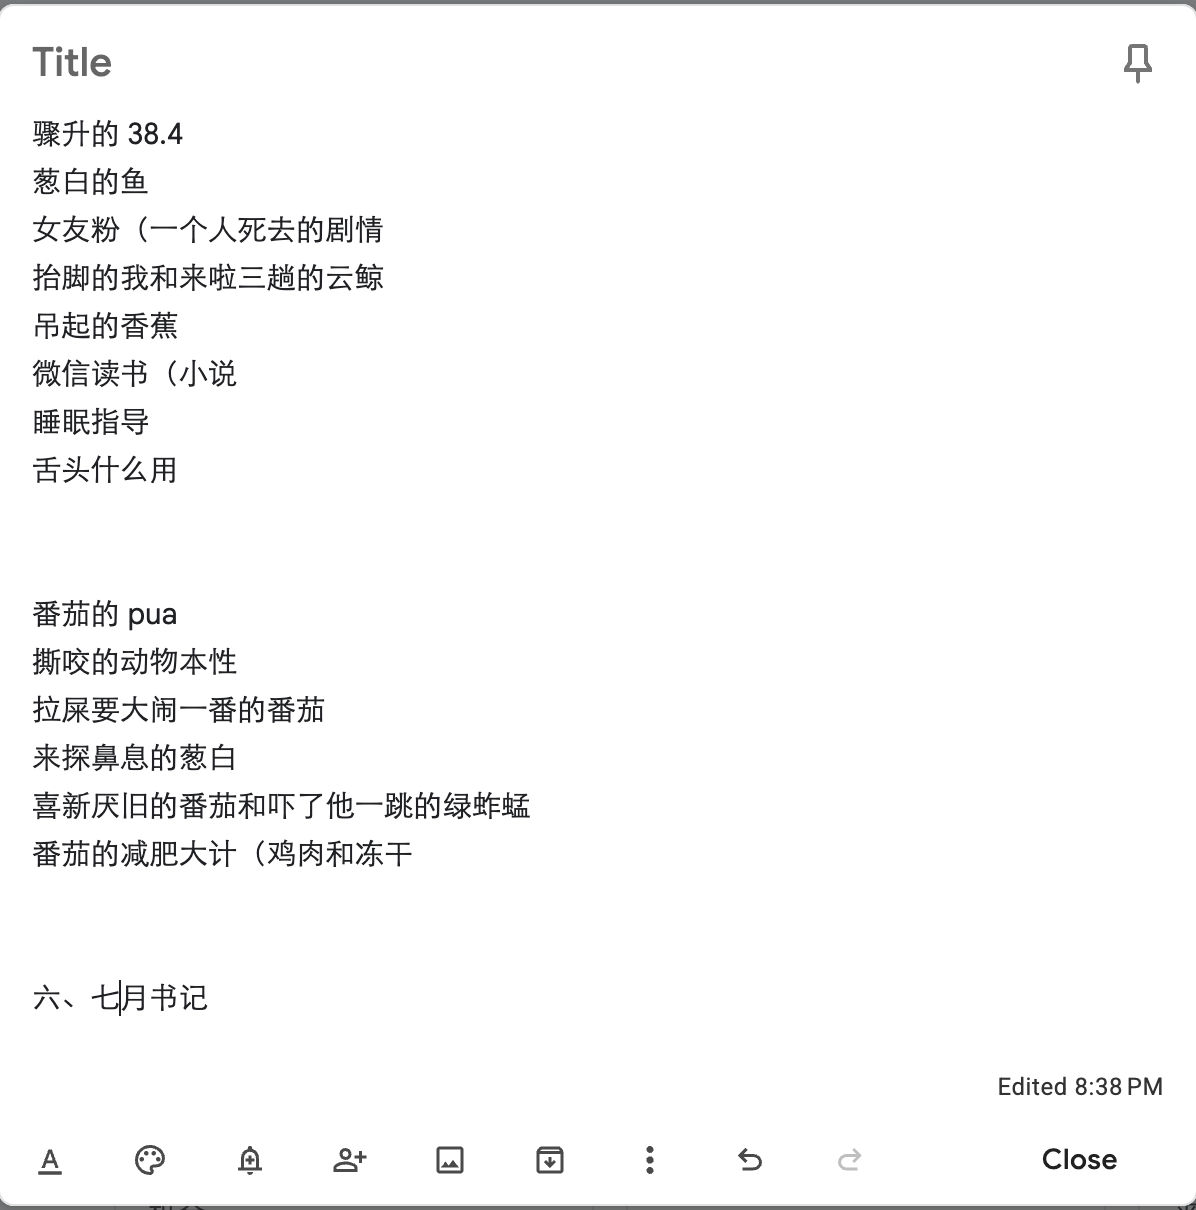 Title
骤升的 38.4
葱白的鱼
女友粉（一个人死去的剧情
抬脚的我和来啦三趟的云鲸
吊起的香蕉
微信读书（小说
睡眠指导
舌头什么用
番茄的 pua
撕咬的动物本性
拉屎要大闹一番的番茄
来探鼻息的葱白
喜新厌旧的番茄和吓了他一跳的绿蚱蜢
番茄的减肥大计（鸡肉和冻干
六、七月书记
Edited 8:38 PM
Close